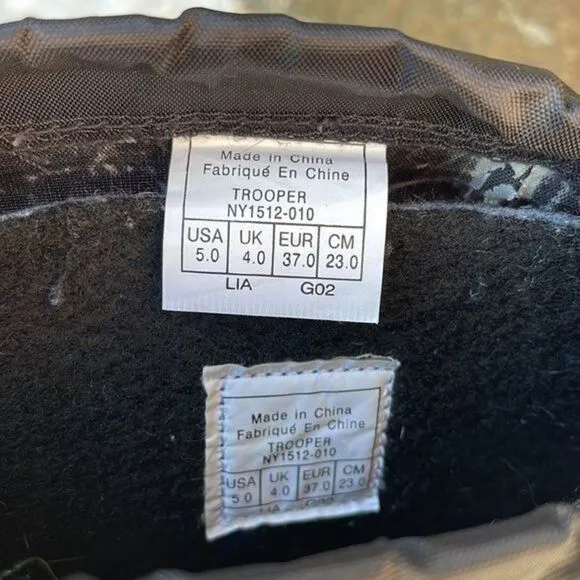 Made in China
Fabriqué En Chine
TROOPER
NY1512-010
USA UK EUR CM
5.0 4.0 37.0 23.0
LIA G02
Made in China
Fabriqué En Chine
TROOPER
NY1512-010
USA UK EUR CM
5.0 4.0 37.0 23.0
LIA G02